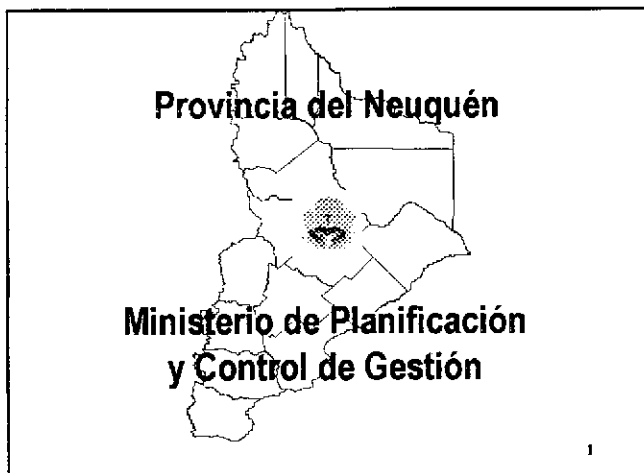 Provincia del Neuquén
Ministerio de Planificación
y Control de Gestión
1